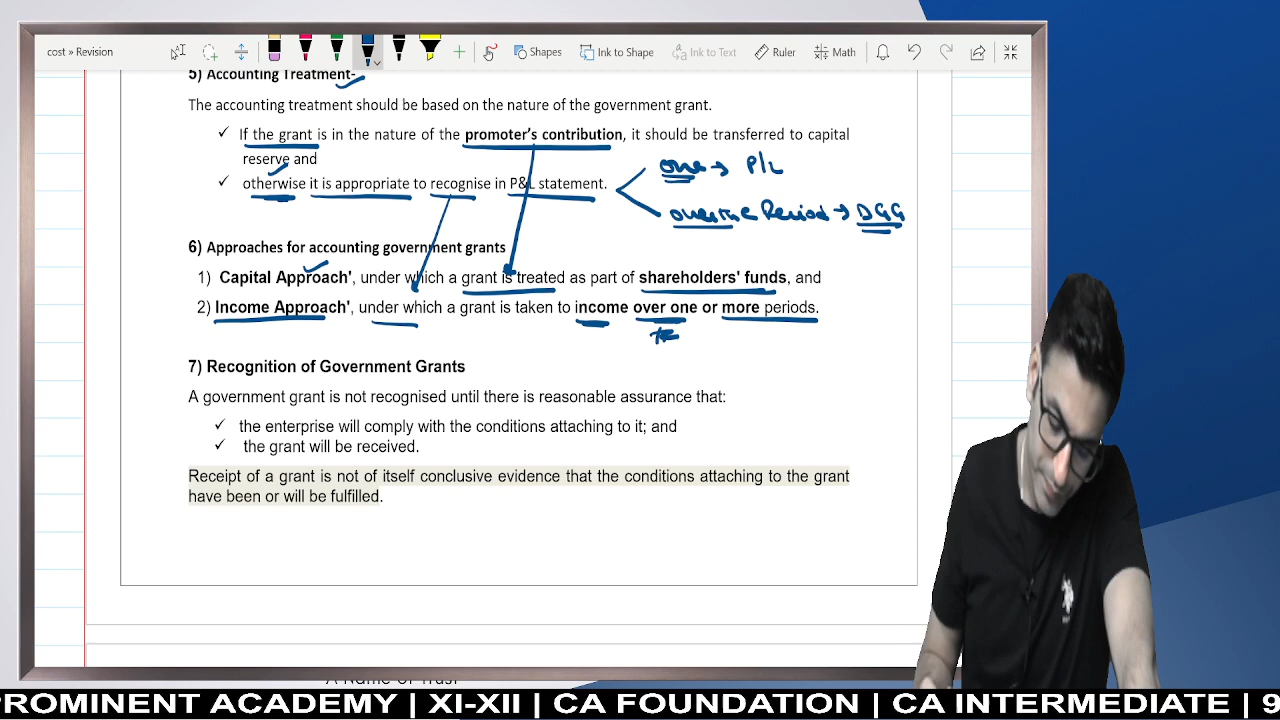 cost » Revision
Shapes
Ink to Shape
Ink to Text
Ruler
Math
5) Accounting Treatment-
The accounting treatment should be based on the nature of the government grant.
✓ If the grant is in the nature of the promoter's contribution, it should be transferred to capital
reserve and
one → P/L
✓ otherwise it is appropriate to recognise in P&L statement.
over the Period → DGG
6) Approaches for accounting government grants
1) Capital Approach', under which a grant is treated as part of shareholders' funds, and
2) Income Approach', under which a grant is taken to income over one or more periods.
7) Recognition of Government Grants
A government grant is not recognised until there is reasonable assurance that:
✓ the enterprise will comply with the conditions attaching to it; and
✓ the grant will be received.
Receipt of a grant is not of itself conclusive evidence that the conditions attaching to the grant
have been or will be fulfilled.
PROMINENT ACADEMY | XI-XII | CA FOUNDATION | CA INTERMEDIATE | 9